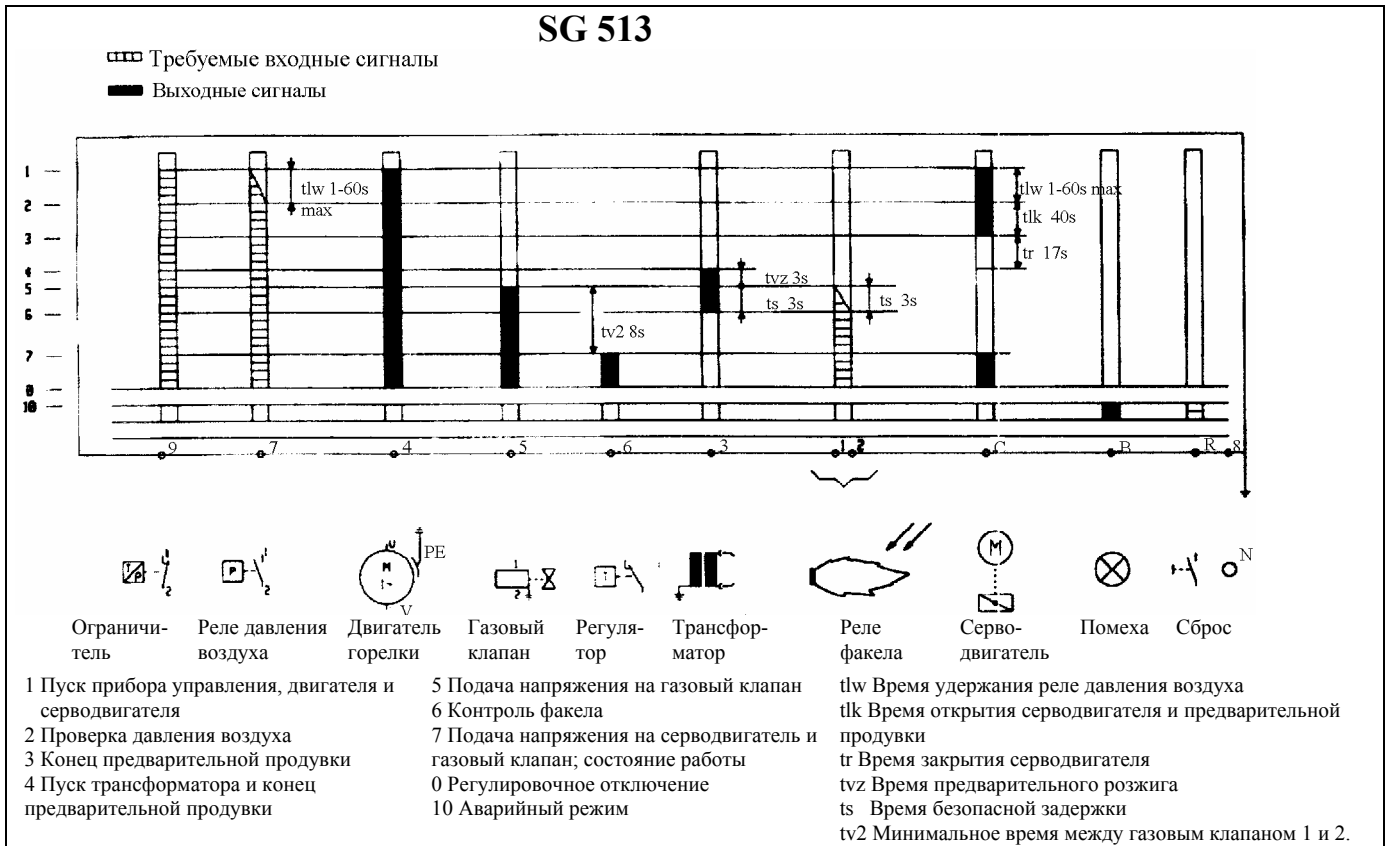 SG 513
Требуемые входные сигналы
Выходные сигналы
1
2
3
4
5
6
7
0
10
tlw 1-60s
max
tv2 8s
tvz 3s
ts 3s
ts 3s
tlw 1-60s max
tlk 40s
tr 17s
9 7 4 5 6 3 1 2 C B R 8
T P 1 2
P 1 2
U PE
M
V
1
2
T
M
N
Ограничи-
тель
Реле давления
воздуха
Двигатель
горелки
Газовый
клапан
Регуля-
тор
Трансфор-
матор
Реле
факела
Серво-
двигатель
Помеха
Сброс
1 Пуск прибора управления, двигателя и
серводвигателя
2 Проверка давления воздуха
3 Конец предварительной продувки
4 Пуск трансформатора и конец
предварительной продувки
5 Подача напряжения на газовый клапан
6 Контроль факела
7 Подача напряжения на серводвигатель и
газовый клапан; состояние работы
0 Регулировочное отключение
10 Аварийный режим
tlw Время удержания реле давления воздуха
tlk Время открытия серводвигателя и предварительной
продувки
tr Время закрытия серводвигателя
tvz Время предварительного розжига
ts Время безопасной задержки
tv2 Минимальное время между газовым клапаном 1 и 2.